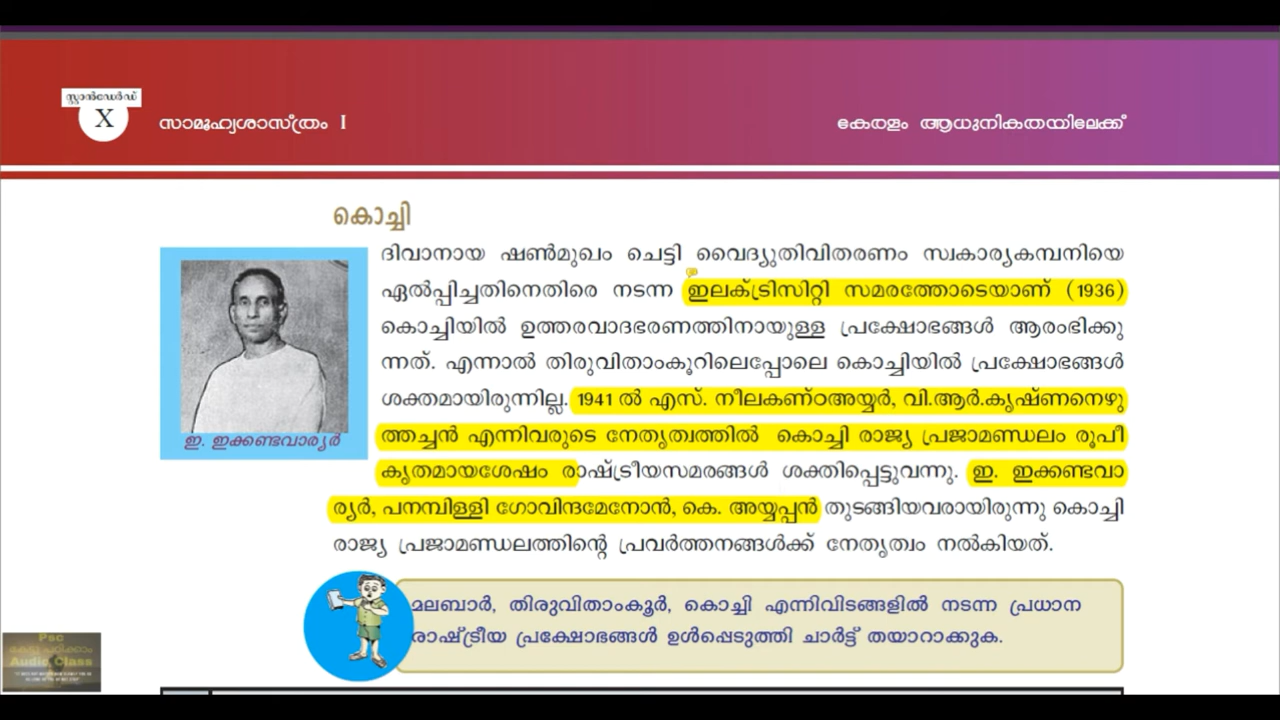 സ്റ്റാൻഡേർഡ്
X
സാമൂഹ്യശാസ്ത്രം I
കേരളം ആധുനികതയിലേക്ക്
കൊച്ചി
ദിവാനായ ഷൺമുഖം ചെട്ടി വൈദ്യുതിവിതരണം സ്വകാര്യകമ്പനിയെ
ഏൽപ്പിച്ചതിനെതിരെ നടന്ന ഇലക്ട്രിസിറ്റി സമരത്തോടെയാണ് (1936)
കൊച്ചിയിൽ ഉത്തരവാദഭരണത്തിനായുള്ള പ്രക്ഷോഭങ്ങൾ ആരംഭിക്കു
ന്നത്. എന്നാൽ തിരുവിതാംകൂറിലെപ്പോലെ കൊച്ചിയിൽ പ്രക്ഷോഭങ്ങൾ
ശക്തമായിരുന്നില്ല. 1941 ൽ എസ്. നീലകണ്ഠഅയ്യർ, വി.ആർ.കൃഷ്ണനെഴു
ത്തച്ചൻ എന്നിവരുടെ നേതൃത്വത്തിൽ കൊച്ചി രാജ്യ പ്രജാമണ്ഡലം രൂപീ
കൃതമായശേഷം രാഷ്ട്രീയസമരങ്ങൾ ശക്തിപ്പെട്ടുവന്നു. ഇ. ഇക്കണ്ടവാ
ര്യർ, പനമ്പിള്ളി ഗോവിന്ദമേനോൻ, കെ. അയ്യപ്പൻ തുടങ്ങിയവരായിരുന്നു കൊച്ചി
രാജ്യ പ്രജാമണ്ഡലത്തിന്റെ പ്രവർത്തനങ്ങൾക്ക് നേതൃത്വം നൽകിയത്.
ഇ. ഇക്കണ്ടവാര്യർ
മലബാർ, തിരുവിതാംകൂർ, കൊച്ചി എന്നിവിടങ്ങളിൽ നടന്ന പ്രധാന
രാഷ്ട്രീയ പ്രക്ഷോഭങ്ങൾ ഉൾപ്പെടുത്തി ചാർട്ട് തയാറാക്കുക.
Psc
കേട്ടു പഠിക്കാം
Audio Class